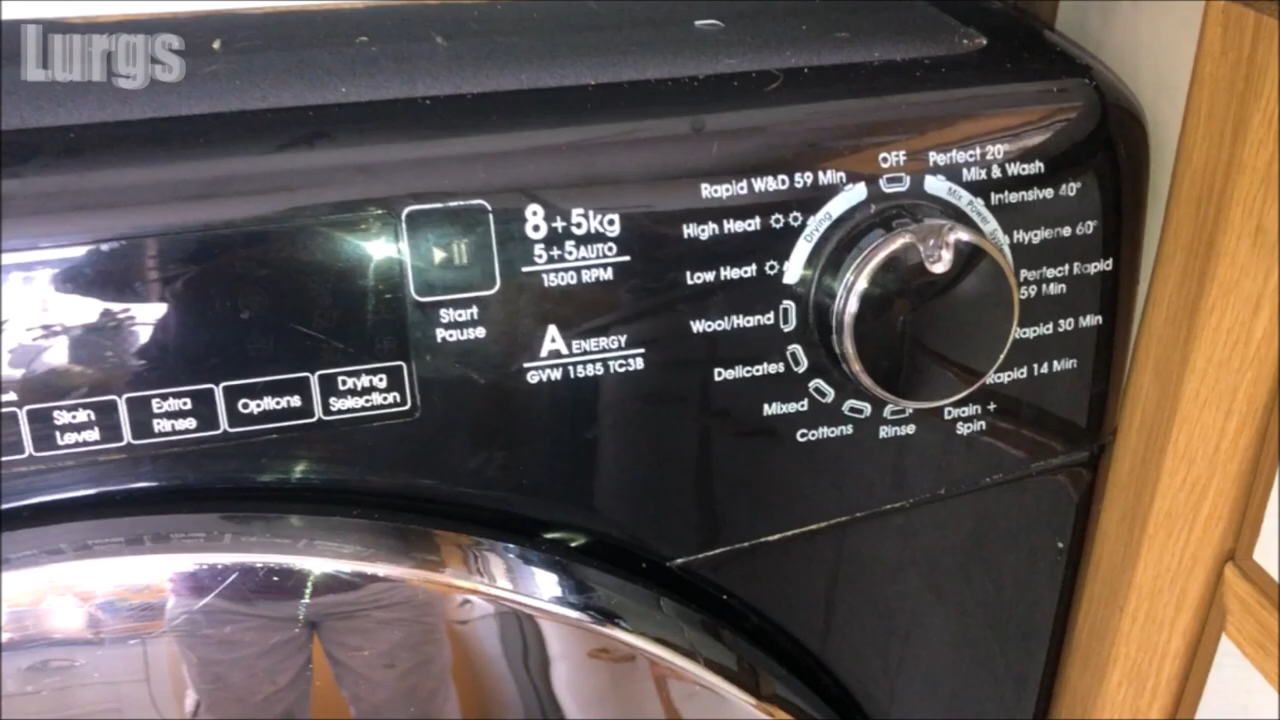 Lurgs
8+5kg
5+5AUTO
1500 RPM
A ENERGY
GVW 1585 TC3B
Start
Pause
Stain
Level
Extra
Rinse
Options
Drying
Selection
OFF
Perfect 20°
Mix & Wash
Intensive 40°
Hygiene 60°
Perfect Rapid
59 Min
Rapid 30 Min
Rapid 14 Min
Drain +
Spin
Rinse
Cottons
Mixed
Delicates
Wool/Hand
Low Heat
High Heat
Rapid W&D 59 Min
Drying
Mix Power